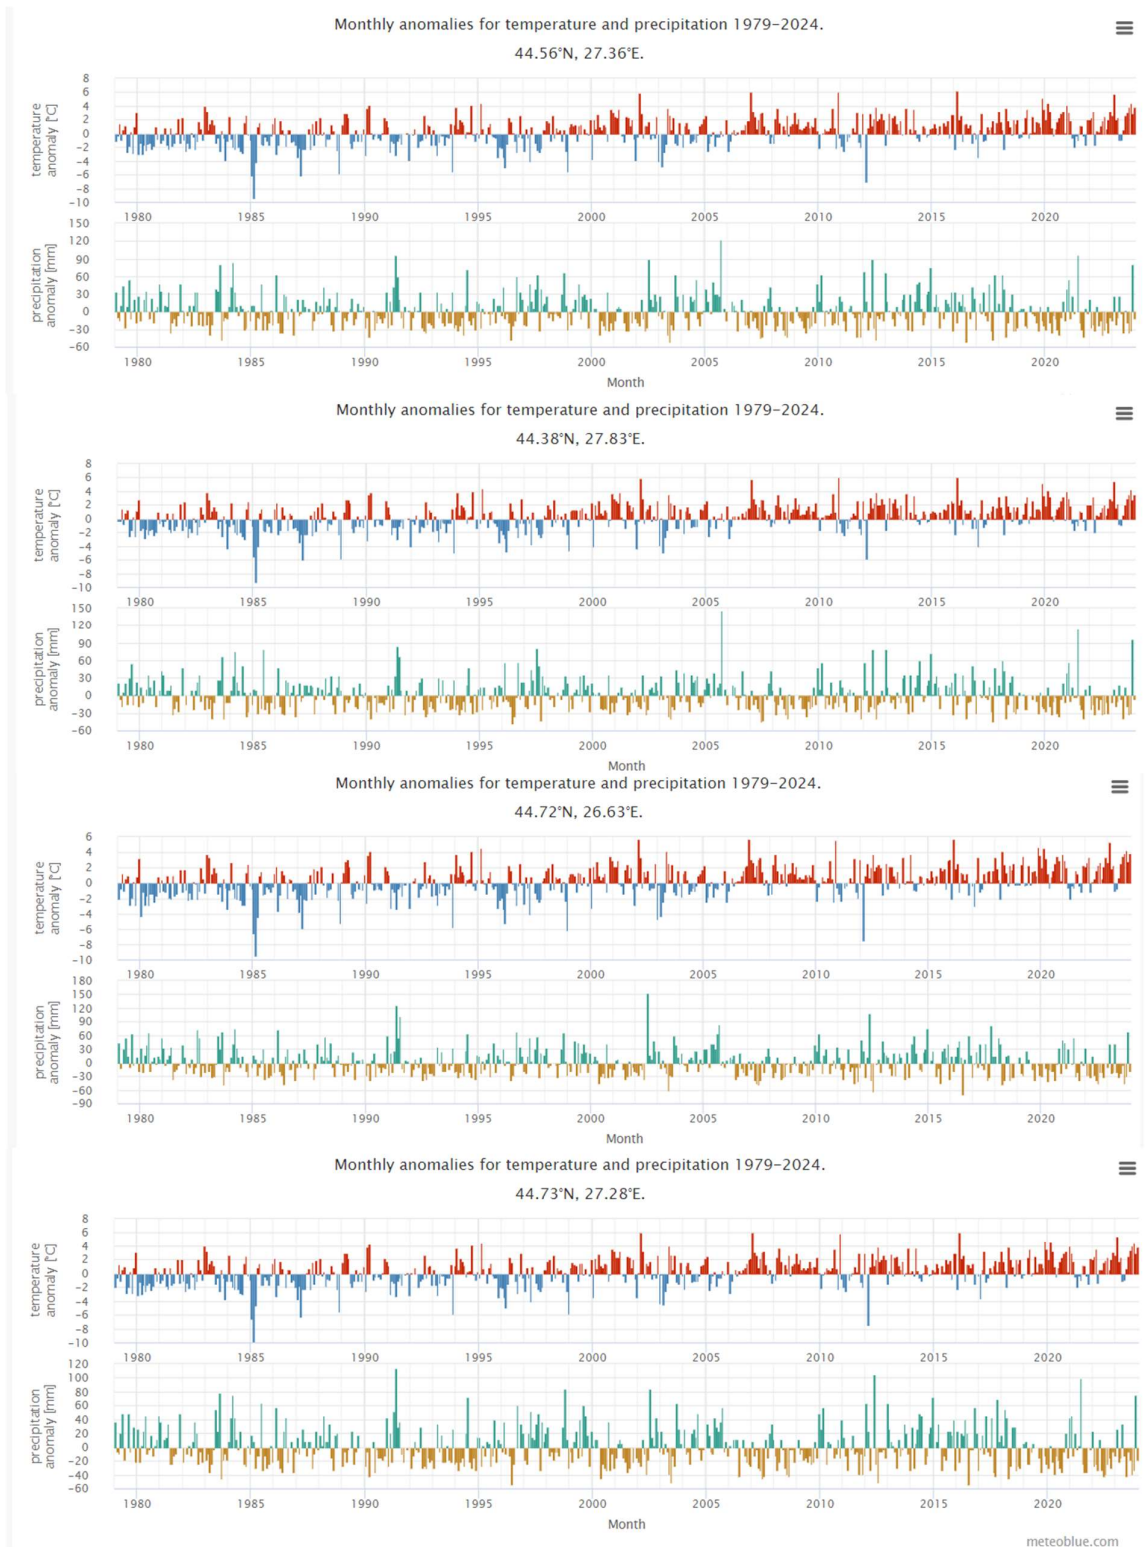 Monthly anomalies for temperature and precipitation 1979–2024.
44.56°N, 27.36°E.
temperature
anomaly [°C]
8
6
4
2
0
−2
−4
−6
−8
−10
1980 1985 1990 1995 2000 2005 2010 2015 2020
precipitation
anomaly [mm]
150
120
90
60
30
0
−30
−60
1980 1985 1990 1995 2000 2005 2010 2015 2020
Month
Monthly anomalies for temperature and precipitation 1979–2024.
44.38°N, 27.83°E.
temperature
anomaly [°C]
8
6
4
2
0
−2
−4
−6
−8
−10
1980 1985 1990 1995 2000 2005 2010 2015 2020
precipitation
anomaly [mm]
150
120
90
60
30
0
−30
−60
1980 1985 1990 1995 2000 2005 2010 2015 2020
Month
Monthly anomalies for temperature and precipitation 1979–2024.
44.72°N, 26.63°E.
temperature
anomaly [°C]
6
4
2
0
−2
−4
−6
−8
−10
1980 1985 1990 1995 2000 2005 2010 2015 2020
precipitation
anomaly [mm]
180
150
120
90
60
30
0
−30
−60
−90
1980 1985 1990 1995 2000 2005 2010 2015 2020
Month
Monthly anomalies for temperature and precipitation 1979–2024.
44.73°N, 27.28°E.
temperature
anomaly [°C]
8
6
4
2
0
−2
−4
−6
−8
−10
1980 1985 1990 1995 2000 2005 2010 2015 2020
precipitation
anomaly [mm]
120
100
80
60
40
20
0
−20
−40
−60
1980 1985 1990 1995 2000 2005 2010 2015 2020
Month
meteoblue.com